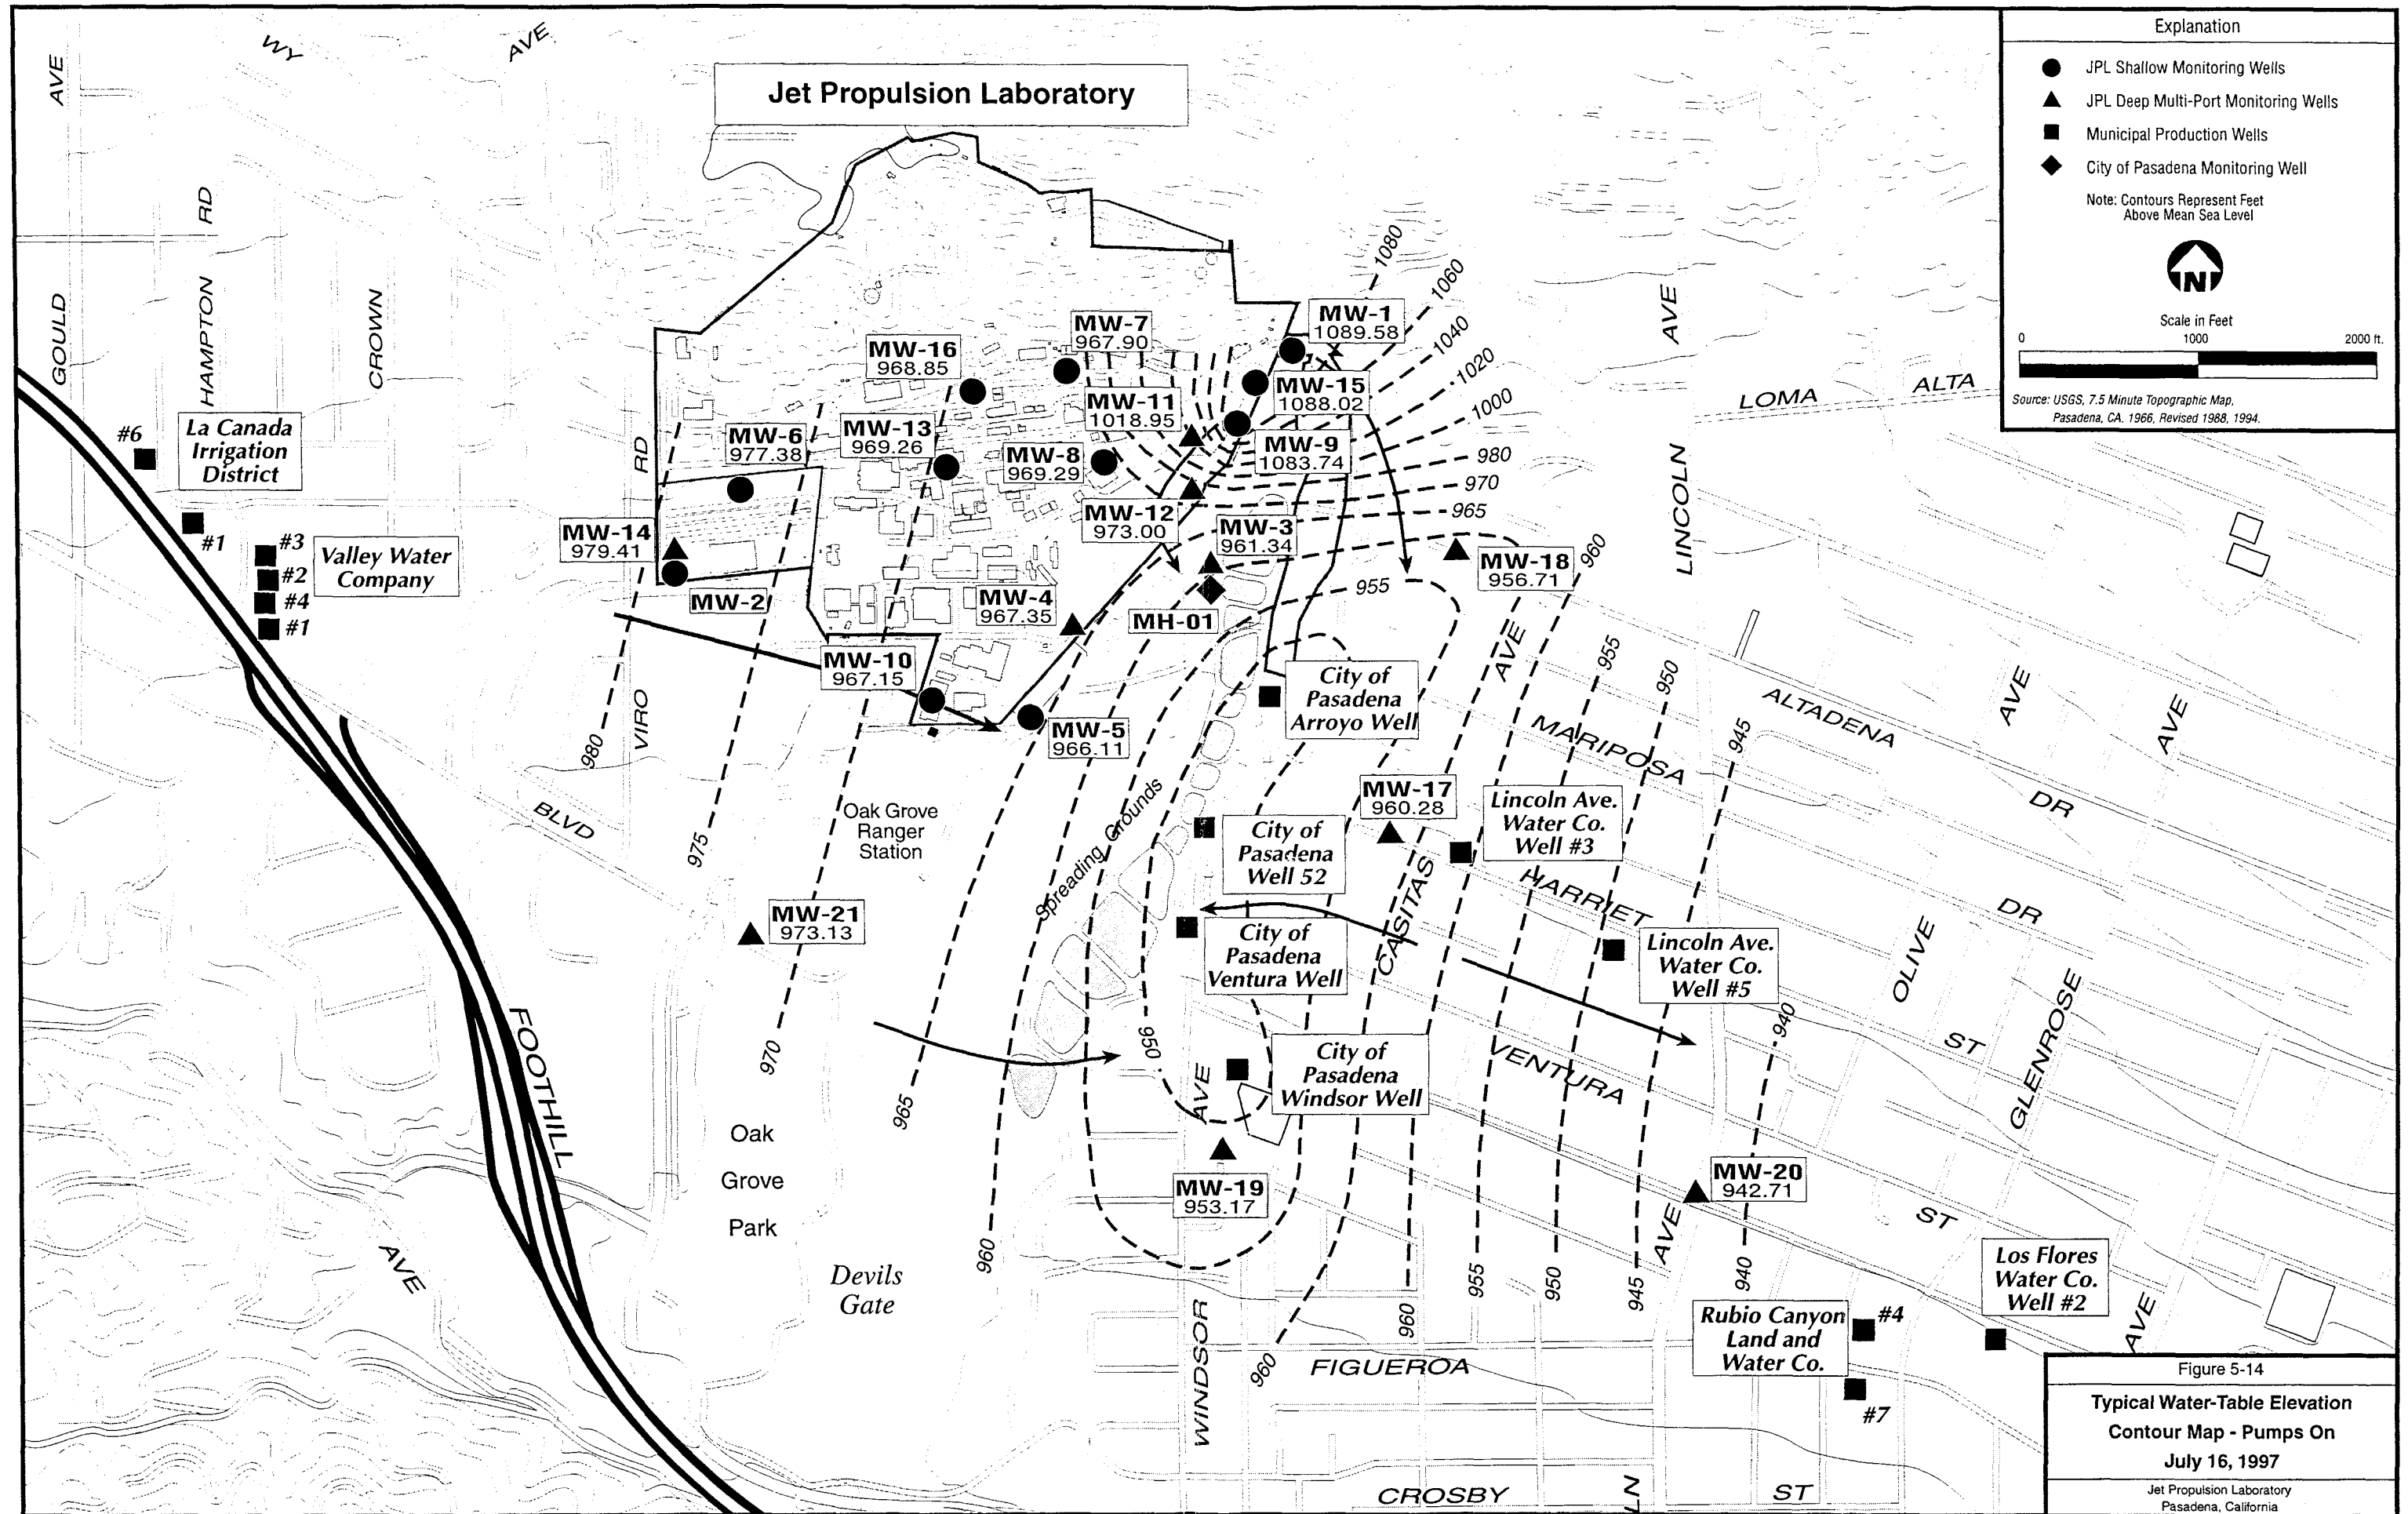 Explanation
JPL Shallow Monitoring Wells
JPL Deep Multi-Port Monitoring Wells
Municipal Production Wells
City of Pasadena Monitoring Well
Note: Contours Represent Feet
Above Mean Sea Level
N
Scale in Feet
0 1000 2000 ft.
Source: USGS, 7.5 Minute Topographic Map,
Pasadena, CA. 1966, Revised 1988, 1994.
Jet Propulsion Laboratory
AVE
WY
AVE
GOULD
HAMPTON
RD
CROWN
RD
VIRO
1080
1060
1040
1020
1000
980
970
965
960
955
MW-1
1089.58
MW-7
967.90
MW-16
968.85
MW-15
1088.02
MW-11
1018.95
MW-6
977.38
MW-13
969.26
MW-8
969.29
MW-9
1083.74
MW-14
979.41
MW-2
MW-12
973.00
MW-3
961.34
MW-18
956.71
MW-4
967.35
MH-01
MW-10
967.15
MW-5
966.11
#6
La Canada
Irrigation
District
#1
#3
#2
#4
#1
Valley Water
Company
AVE
LINCOLN
LOMA
ALTA
City of
Pasadena
Arroyo Well
AVE
955
950
945
MARIPOSA
ALTADENA
DR
AVE
AVE
980
975
BLVD
Oak Grove
Ranger
Station
Spreading Grounds
MW-17
960.28
Lincoln Ave.
Water Co.
Well #3
City of
Pasadena
Well 52
CASITAS
HARRIET
DR
MW-21
973.13
City of
Pasadena
Ventura Well
Lincoln Ave.
Water Co.
Well #5
OLIVE
GLENROSE
ST
FOOTHILL
970
965
950
AVE
City of
Pasadena
Windsor Well
VENTURA
940
Oak
Grove
Park
MW-19
953.17
MW-20
942.71
ST
AVE
AVE
Devils
Gate
960
960
960
955
950
945
940
WINDSOR
FIGUEROA
Rubio Canyon
Land and
Water Co.
#4
#7
Los Flores
Water Co.
Well #2
AVE
CROSBY
LN
ST
Figure 5-14
Typical Water-Table Elevation
Contour Map - Pumps On
July 16, 1997
Jet Propulsion Laboratory
Pasadena, California